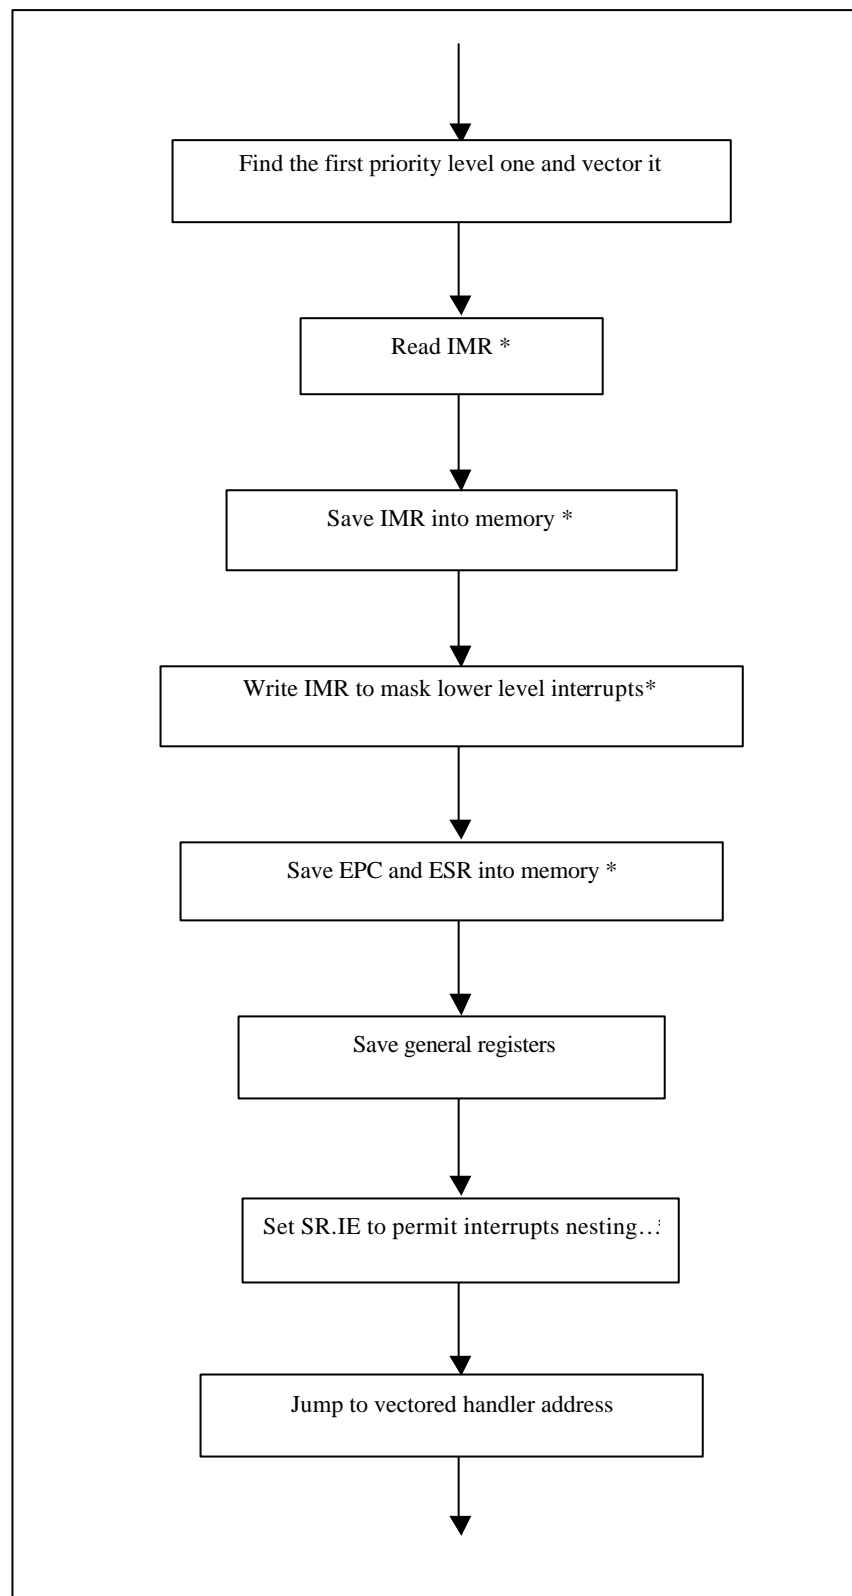 Find the first priority level one and vector it
Read IMR *
Save IMR into memory *
Write IMR to mask lower level interrupts*
Save EPC and ESR into memory *
Save general registers
Set SR.IE to permit interrupts nesting…
Jump to vectored handler address